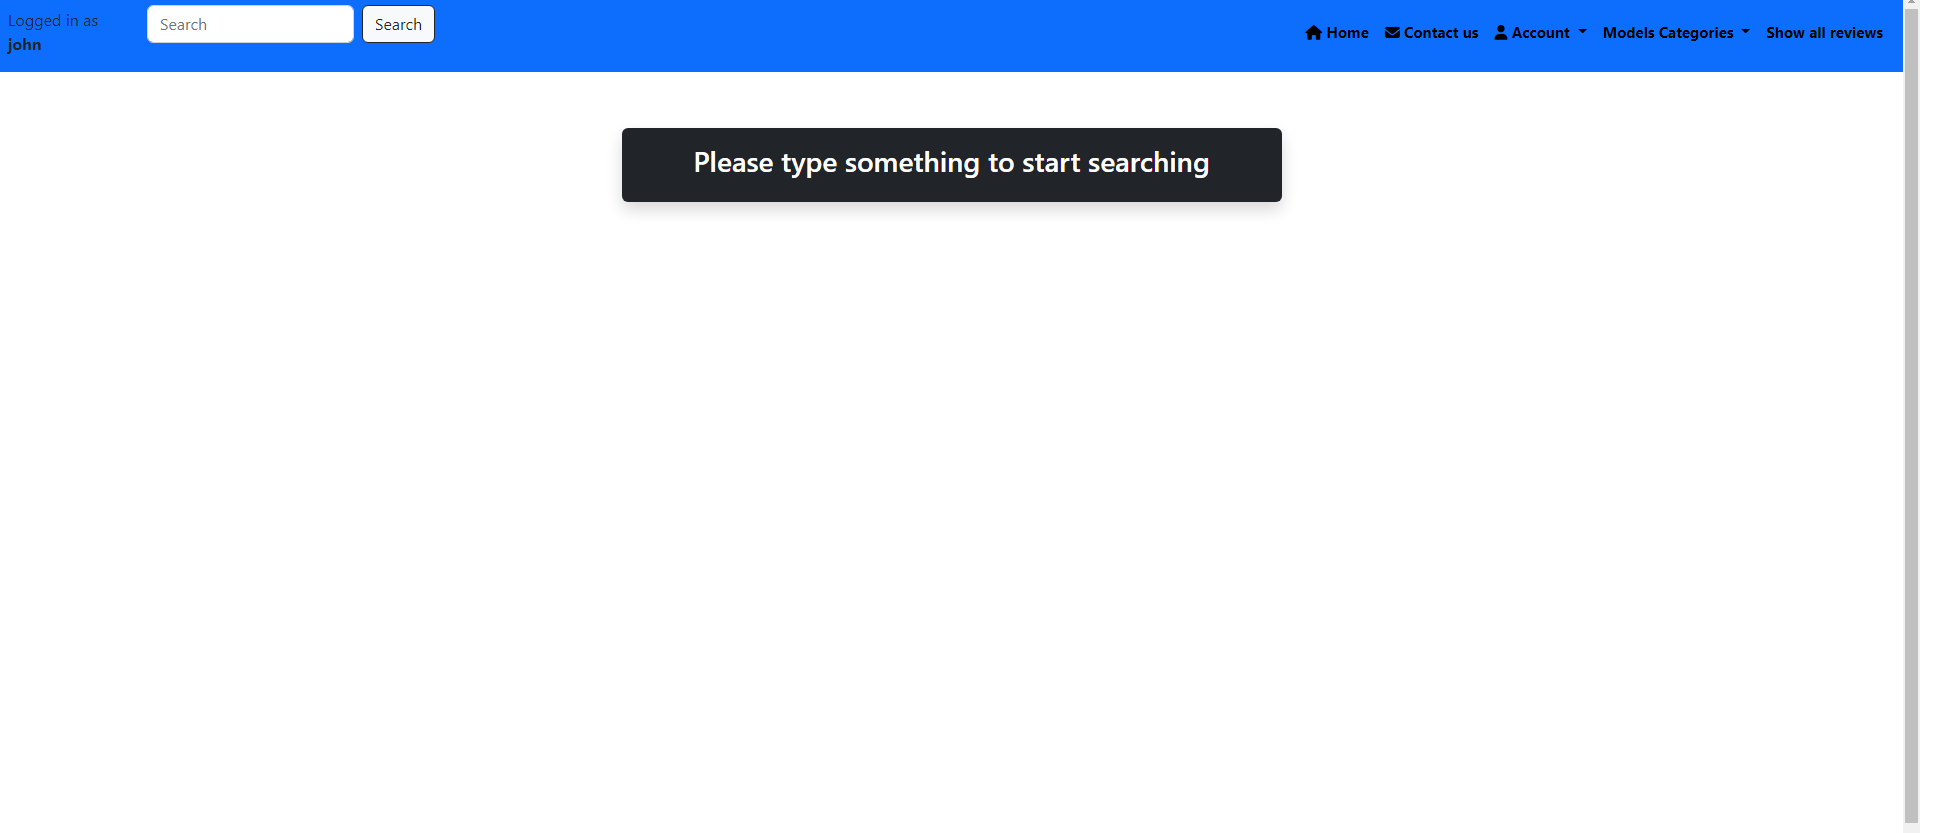 Logged in as
john
Search
Search
Home
Contact us
Account
Models Categories
Show all reviews
Please type something to start searching